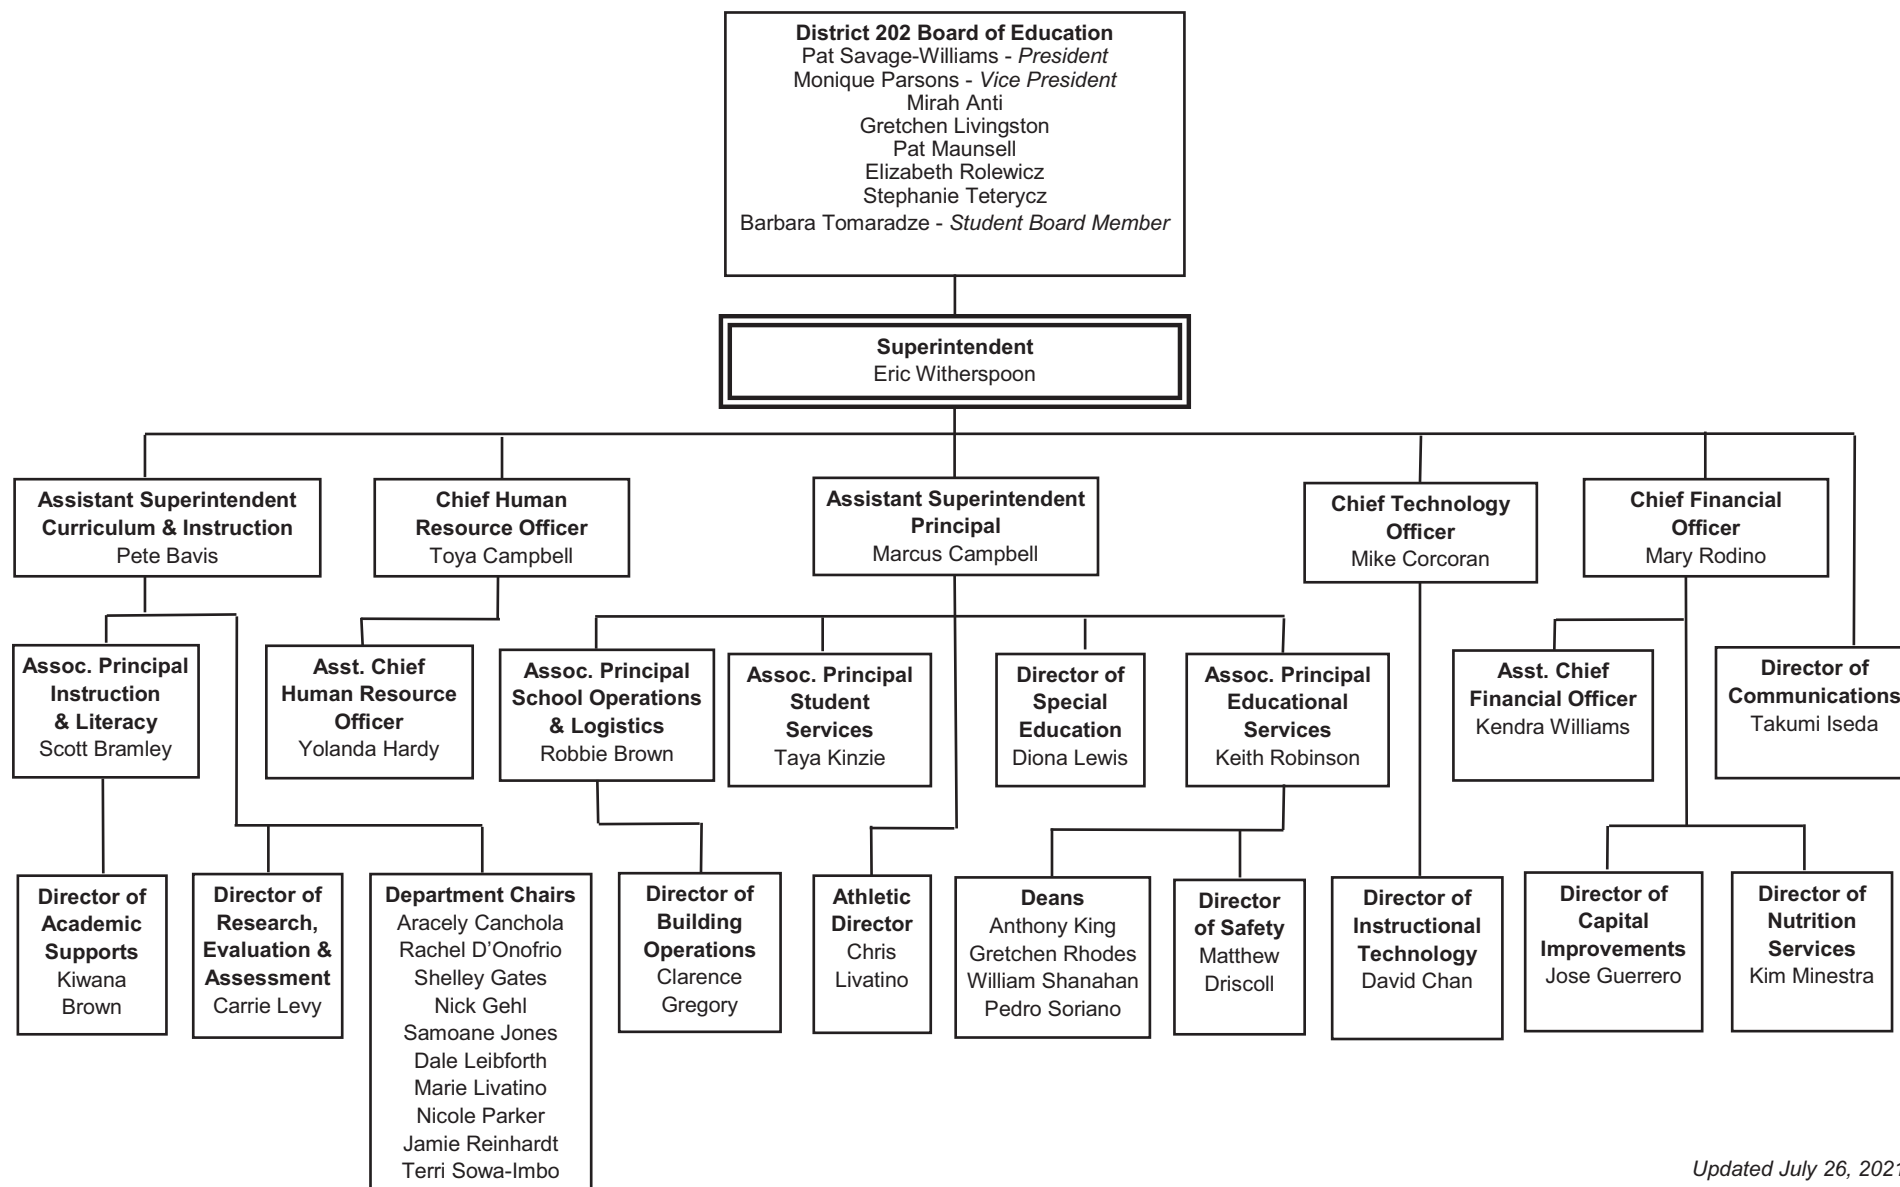 District 202 Board of Education
Pat Savage-Williams - President
Monique Parsons - Vice President
Mirah Anti
Gretchen Livingston
Pat Maunsell
Elizabeth Rolewicz
Stephanie Teterycz
Barbara Tomaradze - Student Board Member
Superintendent
Eric Witherspoon
Assistant Superintendent
Curriculum & Instruction
Pete Bavis
Chief Human
Resource Officer
Toya Campbell
Assistant Superintendent
Principal
Marcus Campbell
Chief Technology
Officer
Mike Corcoran
Chief Financial
Officer
Mary Rodino
Assoc. Principal
Instruction
& Literacy
Scott Bramley
Asst. Chief
Human Resource
Officer
Yolanda Hardy
Assoc. Principal
School Operations
& Logistics
Robbie Brown
Assoc. Principal
Student
Services
Taya Kinzie
Director of
Special
Education
Diona Lewis
Assoc. Principal
Educational
Services
Keith Robinson
Asst. Chief
Financial Officer
Kendra Williams
Director of
Communications
Takumi Iseda
Director of
Academic
Supports
Kiwana
Brown
Director of
Research,
Evaluation &
Assessment
Carrie Levy
Department Chairs
Aracely Canchola
Rachel D’Onofrio
Shelley Gates
Nick Gehl
Samoane Jones
Dale Leibforth
Marie Livatino
Nicole Parker
Jamie Reinhardt
Terri Sowa-Imbo
Director of
Building
Operations
Clarence
Gregory
Athletic
Director
Chris
Livatino
Deans
Anthony King
Gretchen Rhodes
William Shanahan
Pedro Soriano
Director
of Safety
Matthew
Driscoll
Director of
Instructional
Technology
David Chan
Director of
Capital
Improvements
Jose Guerrero
Director of
Nutrition
Services
Kim Minestra
Updated July 26, 2021